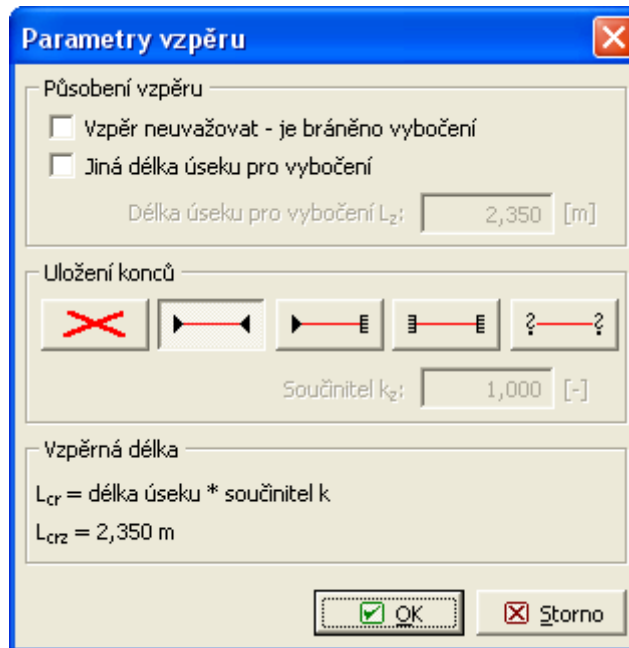 Parametry vzpěru
Působení vzpěru
Vzpěr neuvažovat - je bráněno vybočení
Jiná délka úseku pro vybočení
Délka úseku pro vybočení Lz: 2,350 [m]
Uložení konců
? ?
Součinitel kz: 1,000 [-]
Vzpěrná délka
Lcr = délka úseku * součinitel k
Lcrz = 2,350 m
OK Storno